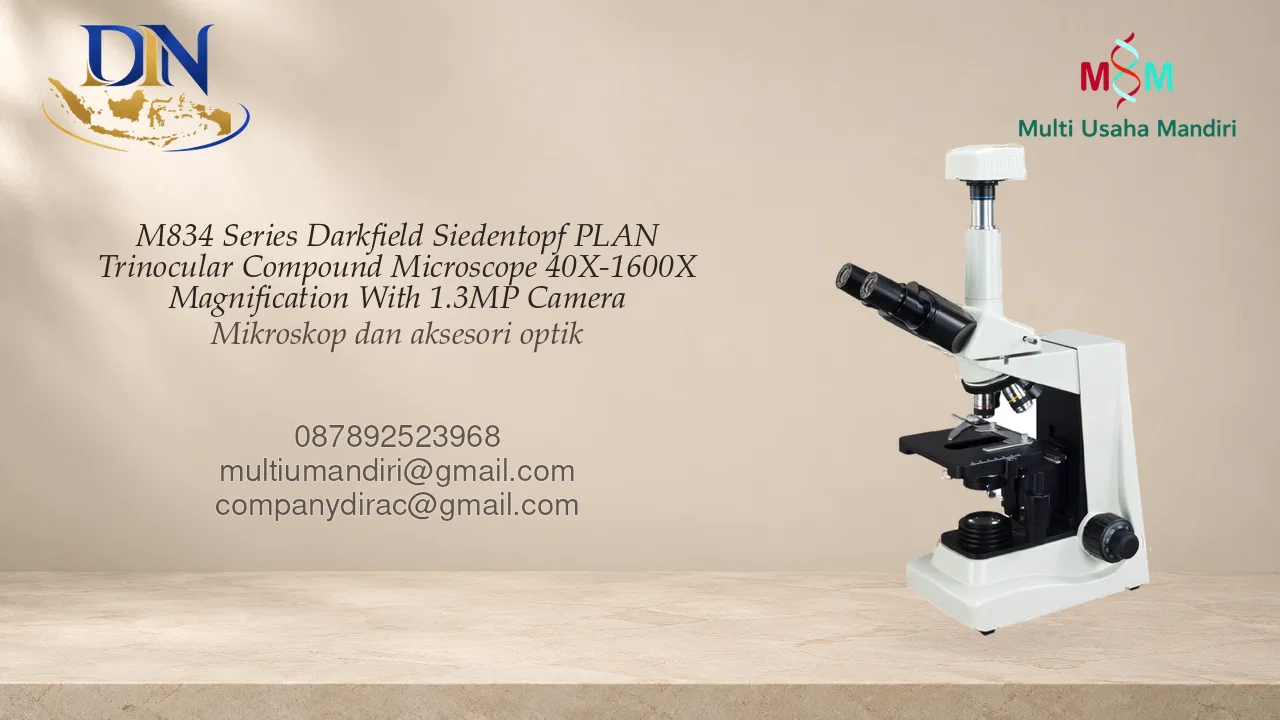 DIN
M8M
Multi Usaha Mandiri
M834 Series Darkfield Siedentopf PLAN
Trinocular Compound Microscope 40X-1600X
Magnification With 1.3MP Camera
Mikroskop dan aksesori optik
087892523968
multiumandiri@gmail.com
companydirac@gmail.com